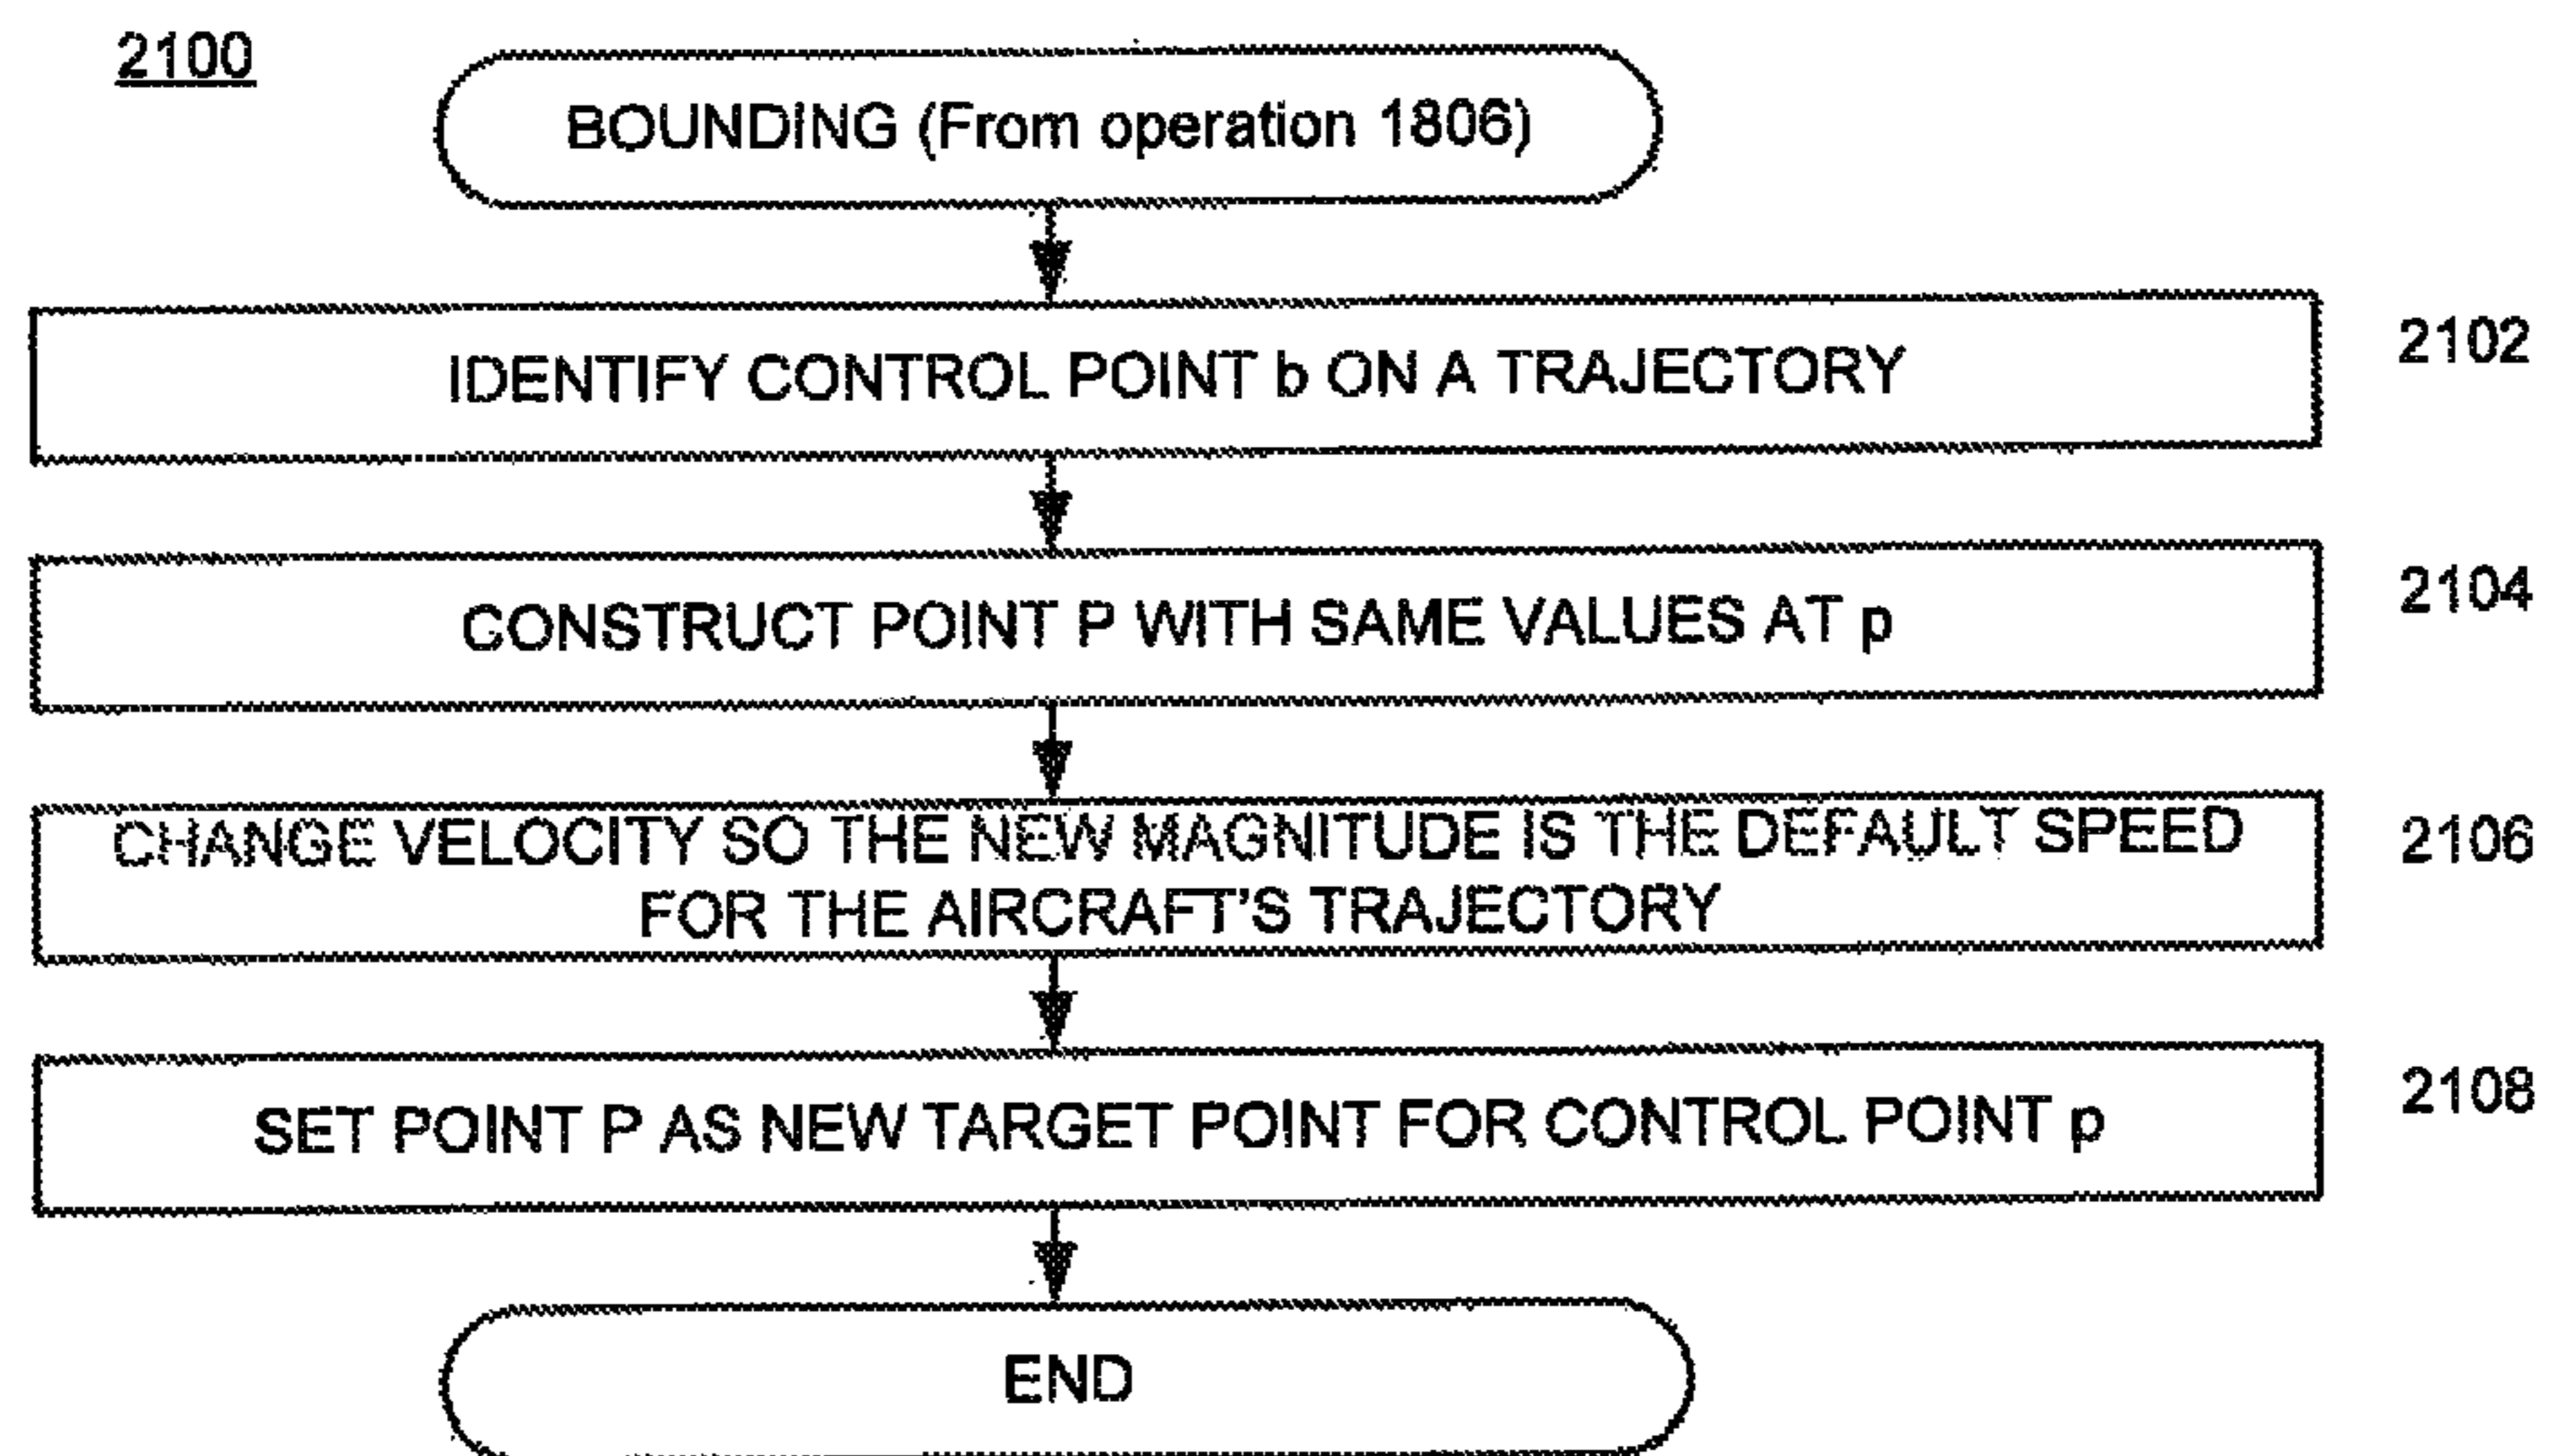 2100
BOUNDING (From operation 1806)
IDENTIFY CONTROL POINT b ON A TRAJECTORY
2102
CONSTRUCT POINT P WITH SAME VALUES AT p
2104
CHANGE VELOCITY SO THE NEW MAGNITUDE IS THE DEFAULT SPEED
FOR THE AIRCRAFT'S TRAJECTORY
2106
SET POINT P AS NEW TARGET POINT FOR CONTROL POINT p
2108
END